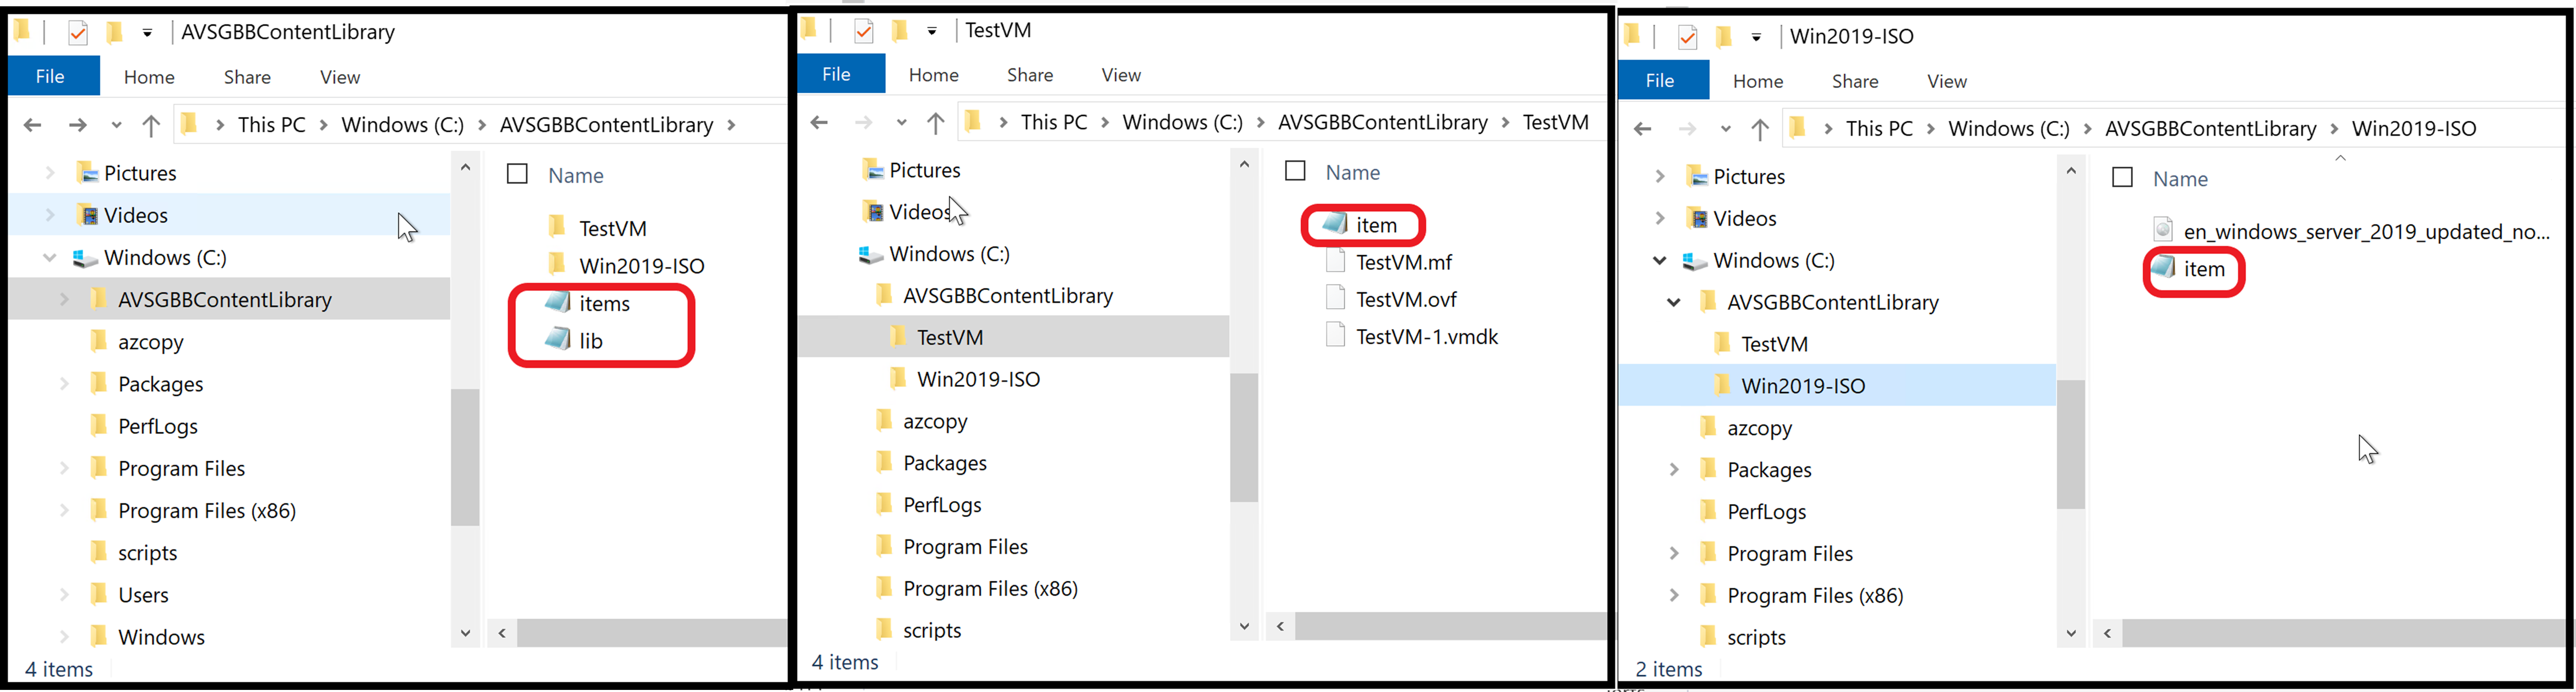 AVSGBBContentLibrary
File Home Share View
This PC Windows (C:) AVSGBBContentLibrary
Pictures
Videos
Windows (C:)
AVSGBBContentLibrary
azcopy
Packages
PerfLogs
Program Files
Program Files (x86)
scripts
Users
Windows
Name
TestVM
Win2019-ISO
items
lib
4 items
TestVM
File Home Share View
This PC Windows (C:) AVSGBBContentLibrary TestVM
Pictures
Videos
Windows (C:)
AVSGBBContentLibrary
TestVM
Win2019-ISO
azcopy
Packages
PerfLogs
Program Files
Program Files (x86)
scripts
Name
item
TestVM.mf
TestVM.ovf
TestVM-1.vmdk
4 items
Win2019-ISO
File Home Share View
This PC Windows (C:) AVSGBBContentLibrary Win2019-ISO
Pictures
Videos
Windows (C:)
AVSGBBContentLibrary
TestVM
Win2019-ISO
azcopy
Packages
PerfLogs
Program Files
Program Files (x86)
scripts
Name
en_windows_server_2019_updated_no...
item
2 items